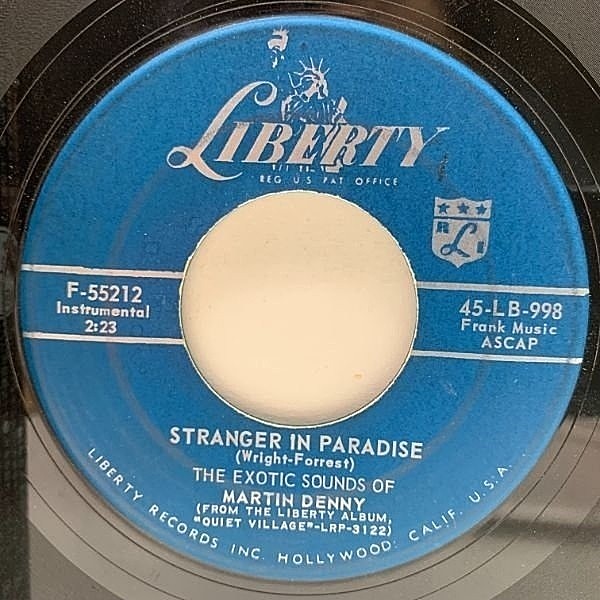 LIBERTY
REG. U.S. PAT. OFFICE
R L I
F-55212
Instrumental
2:23
45-LB-998
Frank Music
ASCAP
STRANGER IN PARADISE
(Wright-Forrest)
THE EXOTIC SOUNDS OF
MARTIN DENNY
(FROM THE LIBERTY ALBUM,
"QUIET VILLAGE"-LRP-3122)
LIBERTY RECORDS INC. HOLLYWOOD. CALIF. U.S.A.